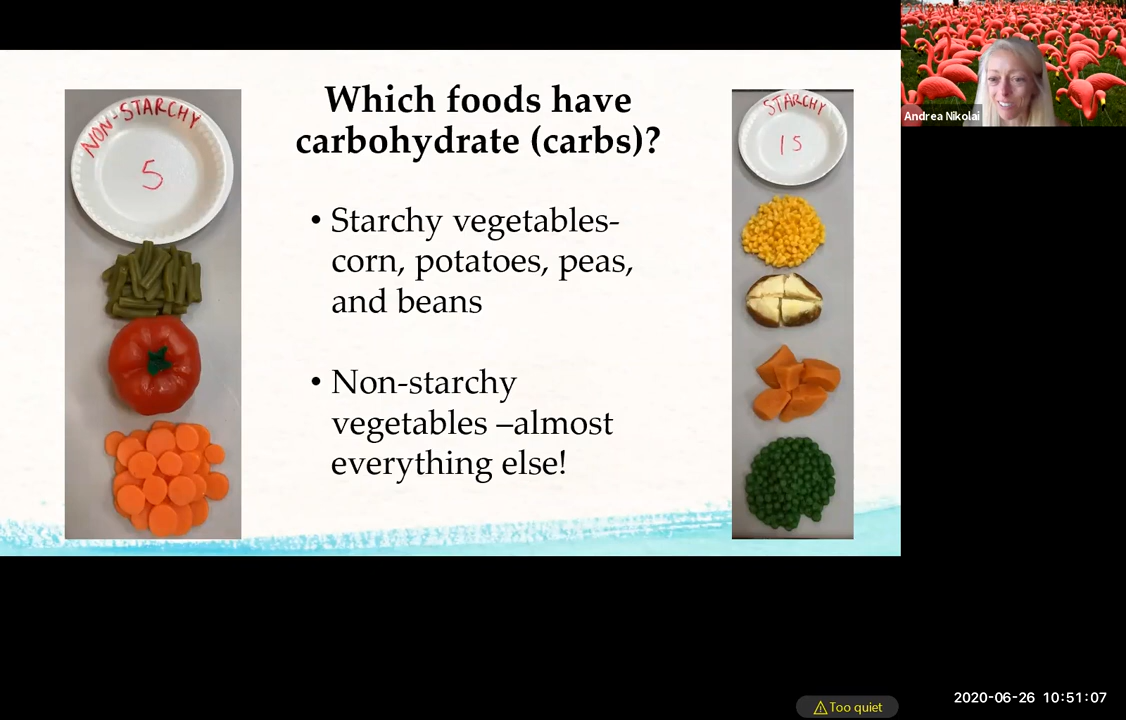 Which foods have
carbohydrate (carbs)?
NON-STARCHY
5
• Starchy vegetables-
corn, potatoes, peas,
and beans
• Non-starchy
vegetables –almost
everything else!
STARCHY
15
Andrea Nikolai
Too quiet
2020-06-26 10:51:07